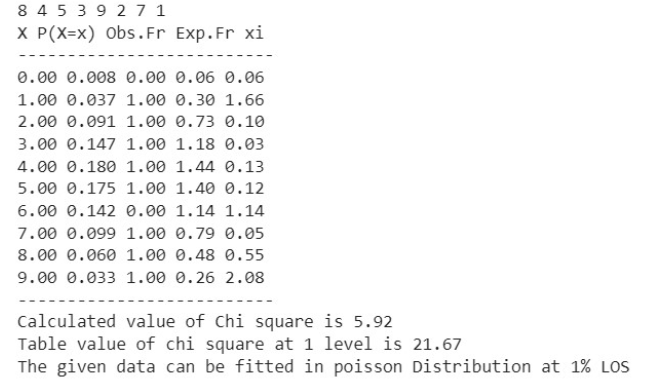 8 4 5 3 9 2 7 1
X P(X=x) Obs.Fr Exp.Fr xi
---------------------------
0.00 0.008 0.00 0.06 0.06
1.00 0.037 1.00 0.30 1.66
2.00 0.091 1.00 0.73 0.10
3.00 0.147 1.00 1.18 0.03
4.00 0.180 1.00 1.44 0.13
5.00 0.175 1.00 1.40 0.12
6.00 0.142 0.00 1.14 1.14
7.00 0.099 1.00 0.79 0.05
8.00 0.060 1.00 0.48 0.55
9.00 0.033 1.00 0.26 2.08
---------------------------
Calculated value of Chi square is 5.92
Table value of chi square at 1 level is 21.67
The given data can be fitted in poisson Distribution at 1% LOS